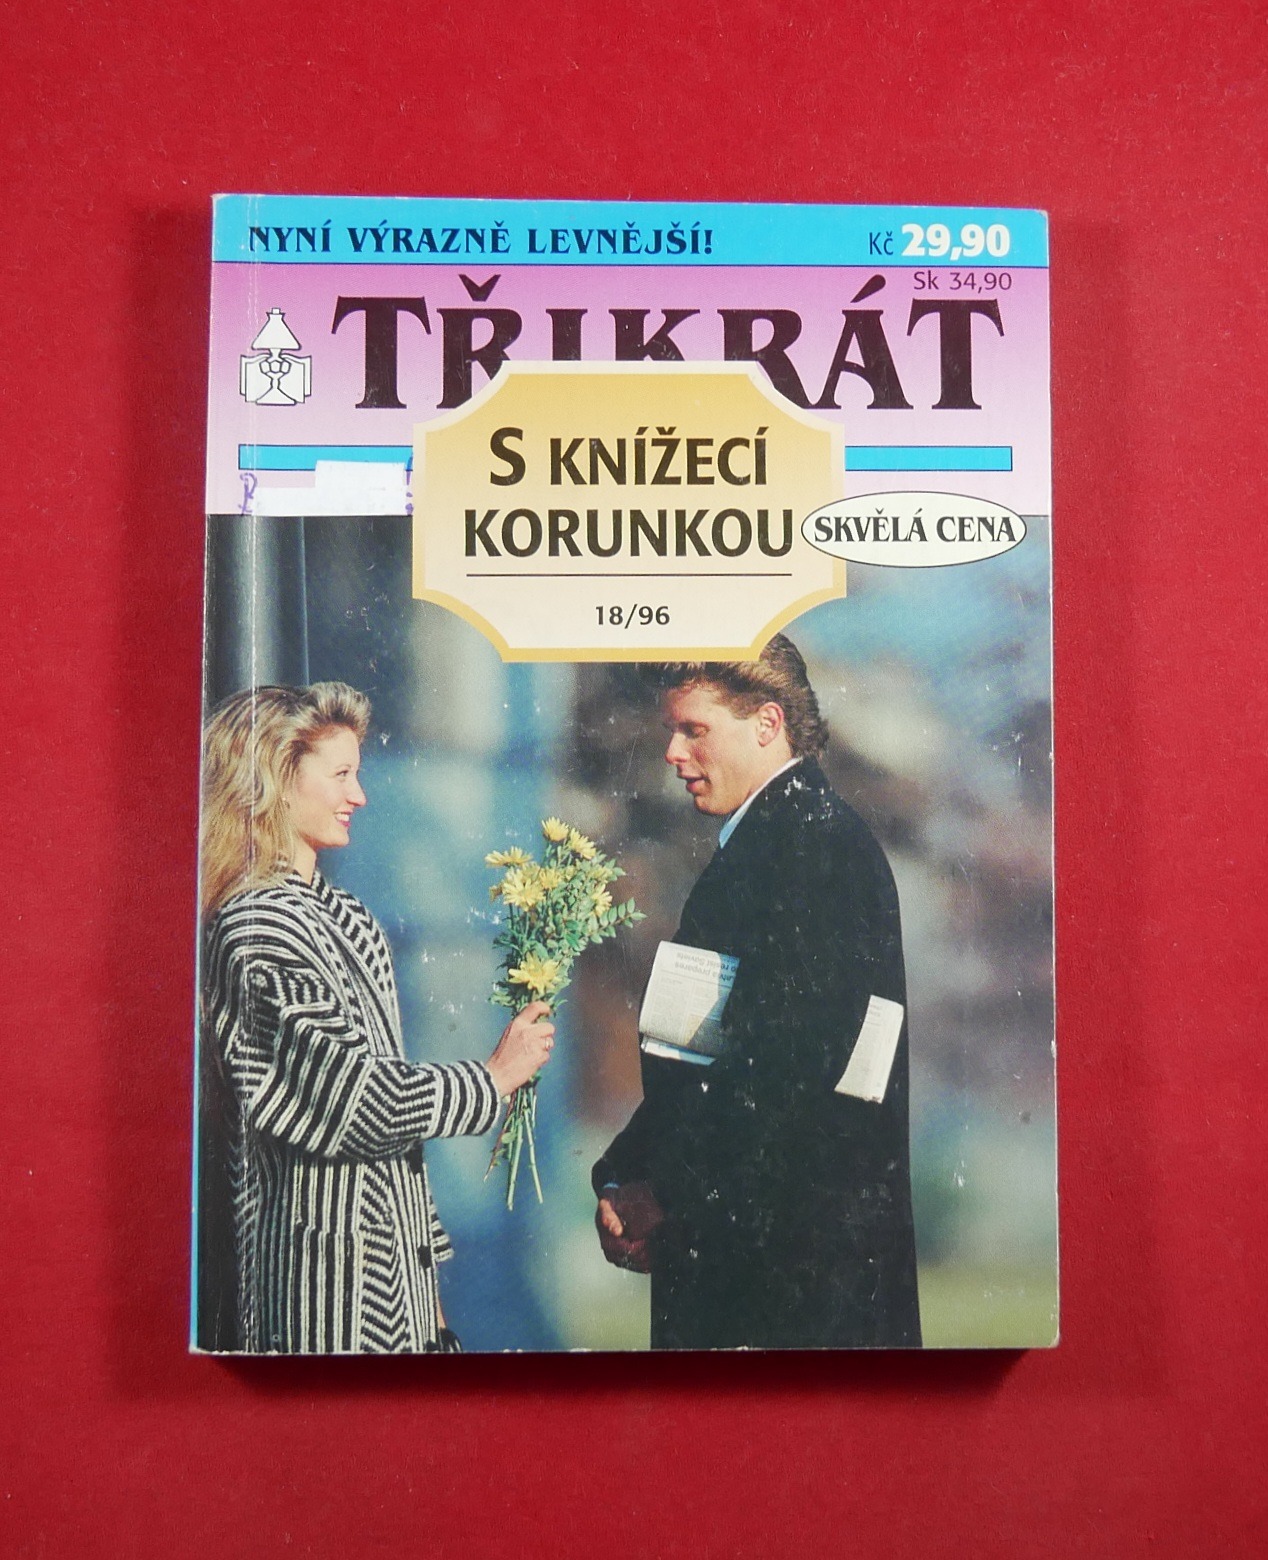 NYNÍ VÝRAZNĚ LEVNĚJŠÍ!
Kč 29,90
Sk 34,90
TŘIKRÁT
S KNÍŽECÍ
KORUNKOU
SKVĚLÁ CENA
18/96